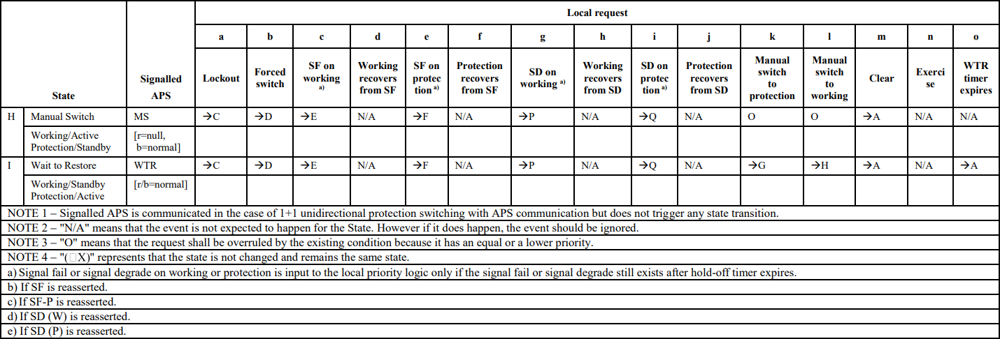 Local request
a b c d e f g h i j k l m n o
State Signalled APS Lockout Forced switch SF on working a) Working recovers from SF SF on protec tion a) Protection recovers from SF SD on working a) Working recovers from SD SD on protec tion a) Protection recovers from SD Manual switch to protection Manual switch to working Clear Exerci se WTR timer expires
H Manual Switch MS →C →D →E N/A →F N/A →P N/A →Q N/A O O →A N/A N/A
Working/Active Protection/Standby [r=null, b=normal]
I Wait to Restore WTR →C →D →E N/A →F N/A →P N/A →Q N/A →G →H →A N/A →A
Working/Standby Protection/Active [r/b=normal]
NOTE 1 – Signalled APS is communicated in the case of 1+1 unidirectional protection switching with APS communication but does not trigger any state transition.
NOTE 2 – "N/A" means that the event is not expected to happen for the State. However if it does happen, the event should be ignored.
NOTE 3 – "O" means that the request shall be overruled by the existing condition because it has an equal or a lower priority.
NOTE 4 – "(□X)" represents that the state is not changed and remains the same state.
a) Signal fail or signal degrade on working or protection is input to the local priority logic only if the signal fail or signal degrade still exists after hold-off timer expires.
b) If SF is reasserted.
c) If SF-P is reasserted.
d) If SD (W) is reasserted.
e) If SD (P) is reasserted.